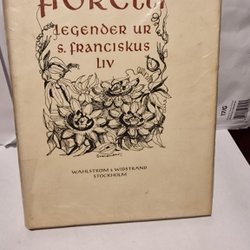 FIORETTI
LEGENDER UR
S. FRANCISKUS
LIV
WAHLSTRÖM & WIDSTRAND
STOCKHOLM